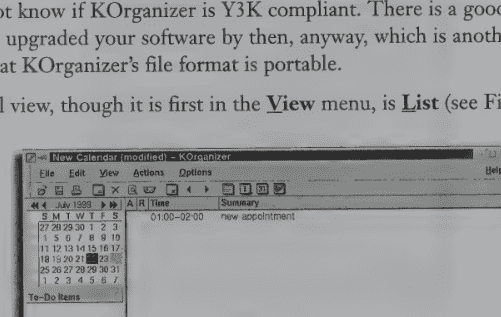 ot know if KOrganizer is Y3K compliant. There is a good
upgraded your software by then, anyway, which is anoth
at KOrganizer's file format is portable.
l view, though it is first in the View menu, is List (see Fi
New Calendar (modified) - KOrganizer
File Edit View Actions Options Help
July 1999 A R Time Summary
S M T W T F S 01:00-02:00 new appointment
27 28 29 30 1 2 3
4 5 6 7 8 9 10
11 12 13 14 15 16 17
18 19 20 21 23
25 26 27 28 29 30 31
1 2 3 4 5 6 7
To-Do Items